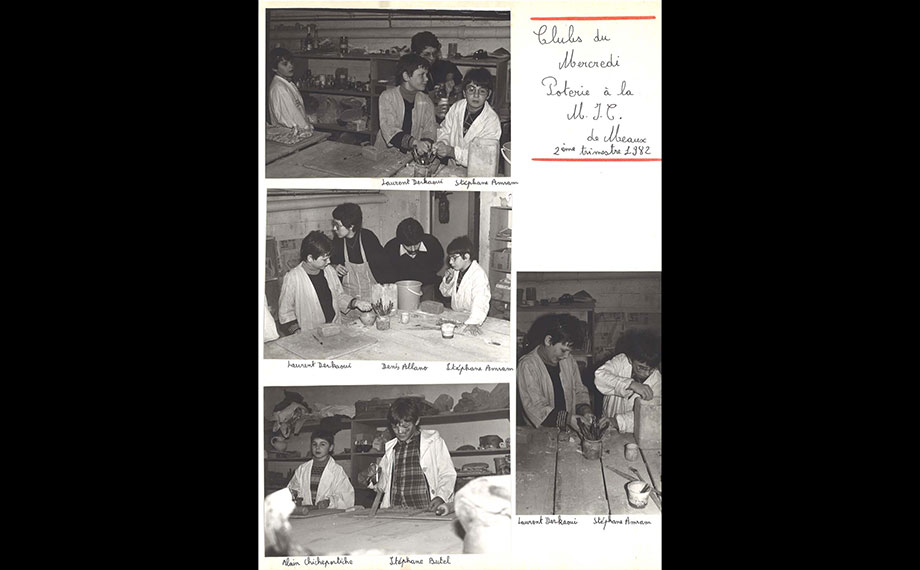 Clubs du
Mercredi
Poterie à la
M. J. C.
de Meaux
2ème trimestre 1982
Laurent Derkaoui Stéphane Amram
Laurent Derkaoui Denis Allano Stéphane Amram
Laurent Derkaoui Stéphane Amram
Alain Chicheportiche Stéphane Butel